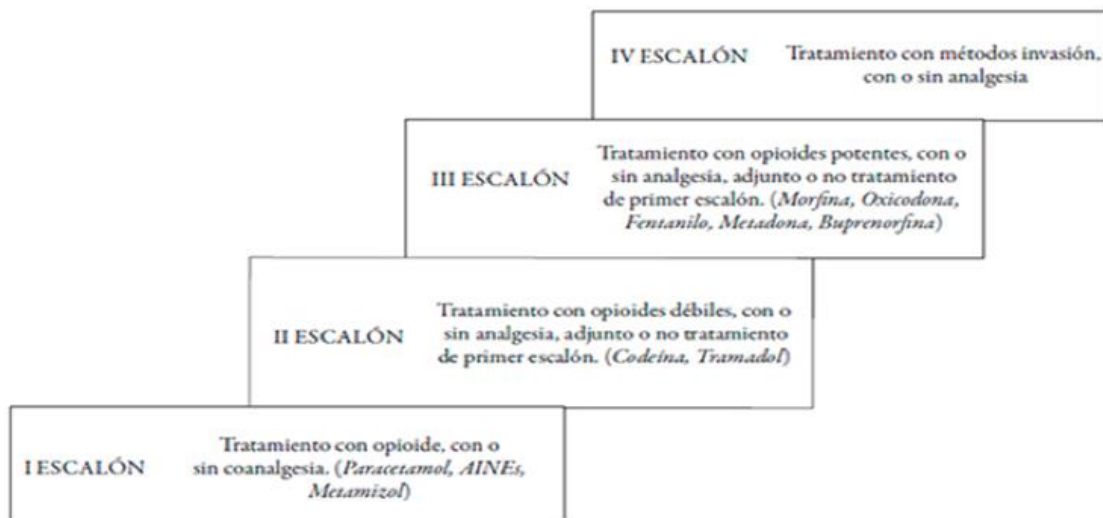 IV ESCALÓN
Tratamiento con métodos invasión,
con o sin analgesia
III ESCALÓN
Tratamiento con opioides potentes, con o
sin analgesia, adjunto o no tratamiento
de primer escalón. (Morfina, Oxicodona,
Fentanilo, Metadona, Buprenorfina)
II ESCALÓN
Tratamiento con opioides débiles, con o
sin analgesia, adjunto o no tratamiento
de primer escalón. (Codeína, Tramadol)
I ESCALÓN
Tratamiento con opioide, con o
sin coanalgesia. (Paracetamol, AINEs,
Metamizol)